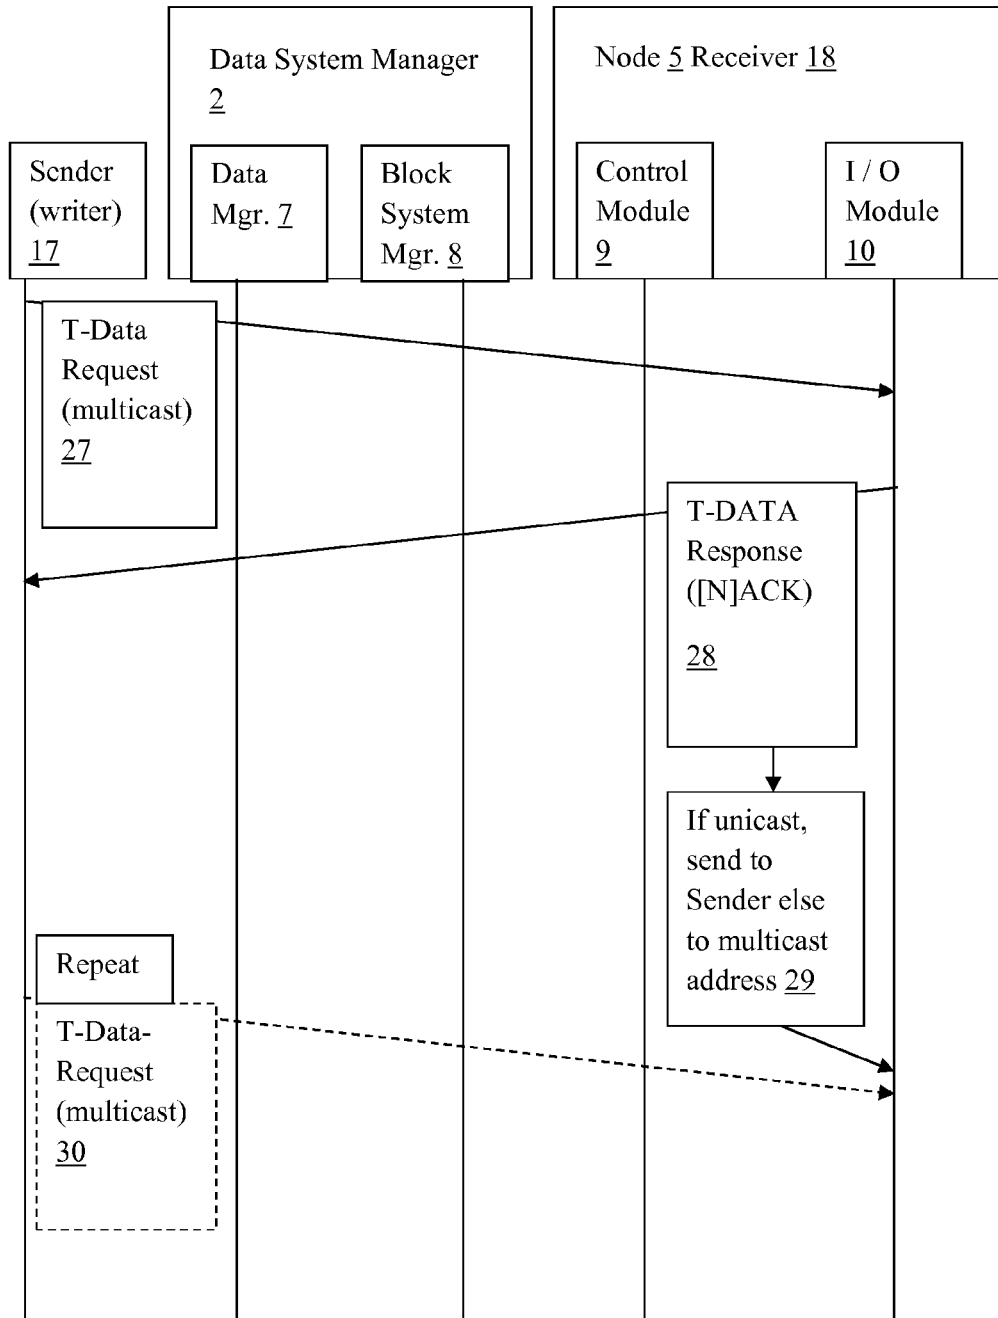 Data System Manager
2
Node 5 Receiver 18
Sender
(writer)
17
Data
Mgr. 7
Block
System
Mgr. 8
Control
Module
9
I / O
Module
10
T-Data
Request
(multicast)
27
T-DATA
Response
([N]ACK)
28
If unicast,
send to
Sender else
to multicast
address 29
Repeat
T-Data-
Request
(multicast)
30